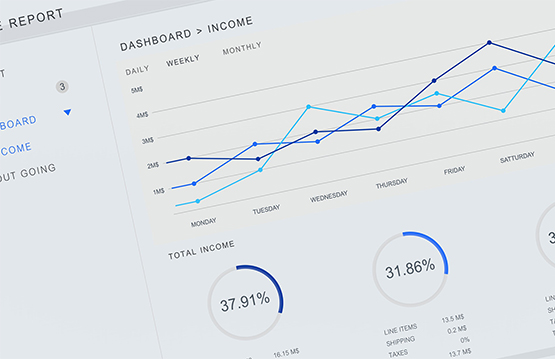 E REPORT
DASHBOARD > INCOME
DAILY WEEKLY MONTHLY
3
BOARD
COME
OUT GOING
5M$
4M$
3M$
2M$
1M$
MONDAY TUESDAY WEDNESDAY THURSDAY FRIDAY SATTURDAY
TOTAL INCOME
37.91%
31.86%
16.15 M$
LINE ITEMS 13.5 M$
SHIPPING 0.2 M$
TAXES 0%
13.7 M$